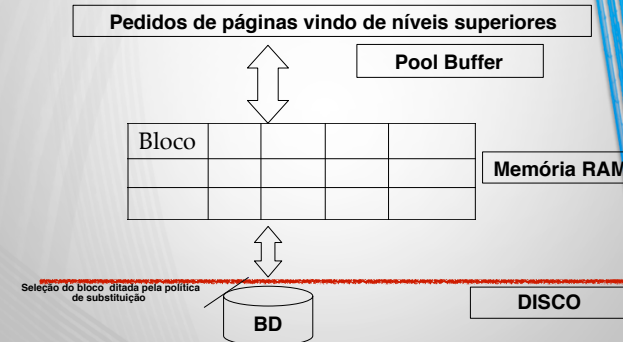 Pedidos de páginas vindo de níveis superiores
Pool Buffer
Bloco
Memória RAM
Seleção do bloco ditada pela política
de substituição
DISCO
BD